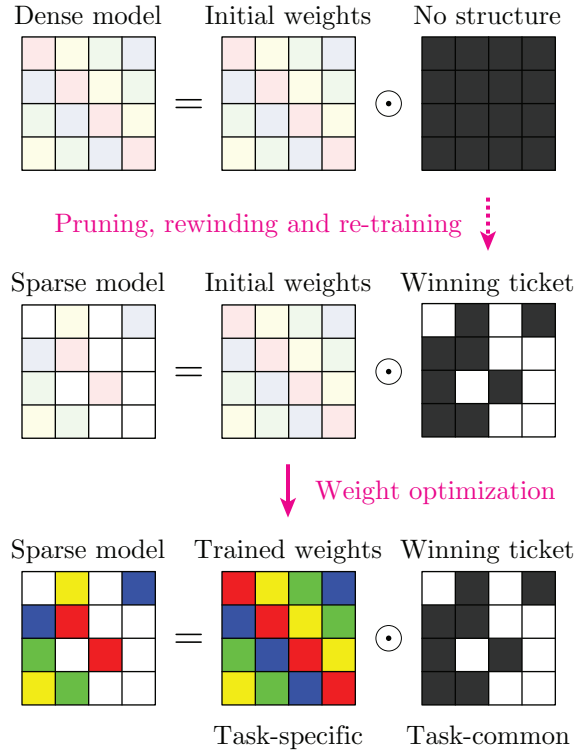 Dense model Initial weights No structure
= ⊙
Pruning, rewinding and re-training
Sparse model Initial weights Winning ticket
= ⊙
Weight optimization
Sparse model Trained weights Winning ticket
= ⊙
Task-specific Task-common